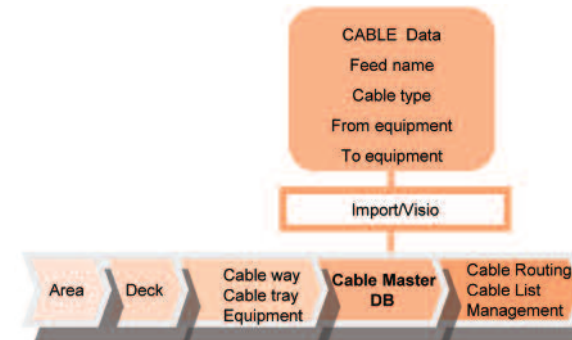 CABLE Data
Feed name
Cable type
From equipment
To equipment
Import/Visio
Area
Deck
Cable way
Cable tray
Equipment
Cable Master
DB
Cable Routing
Cable List
Management